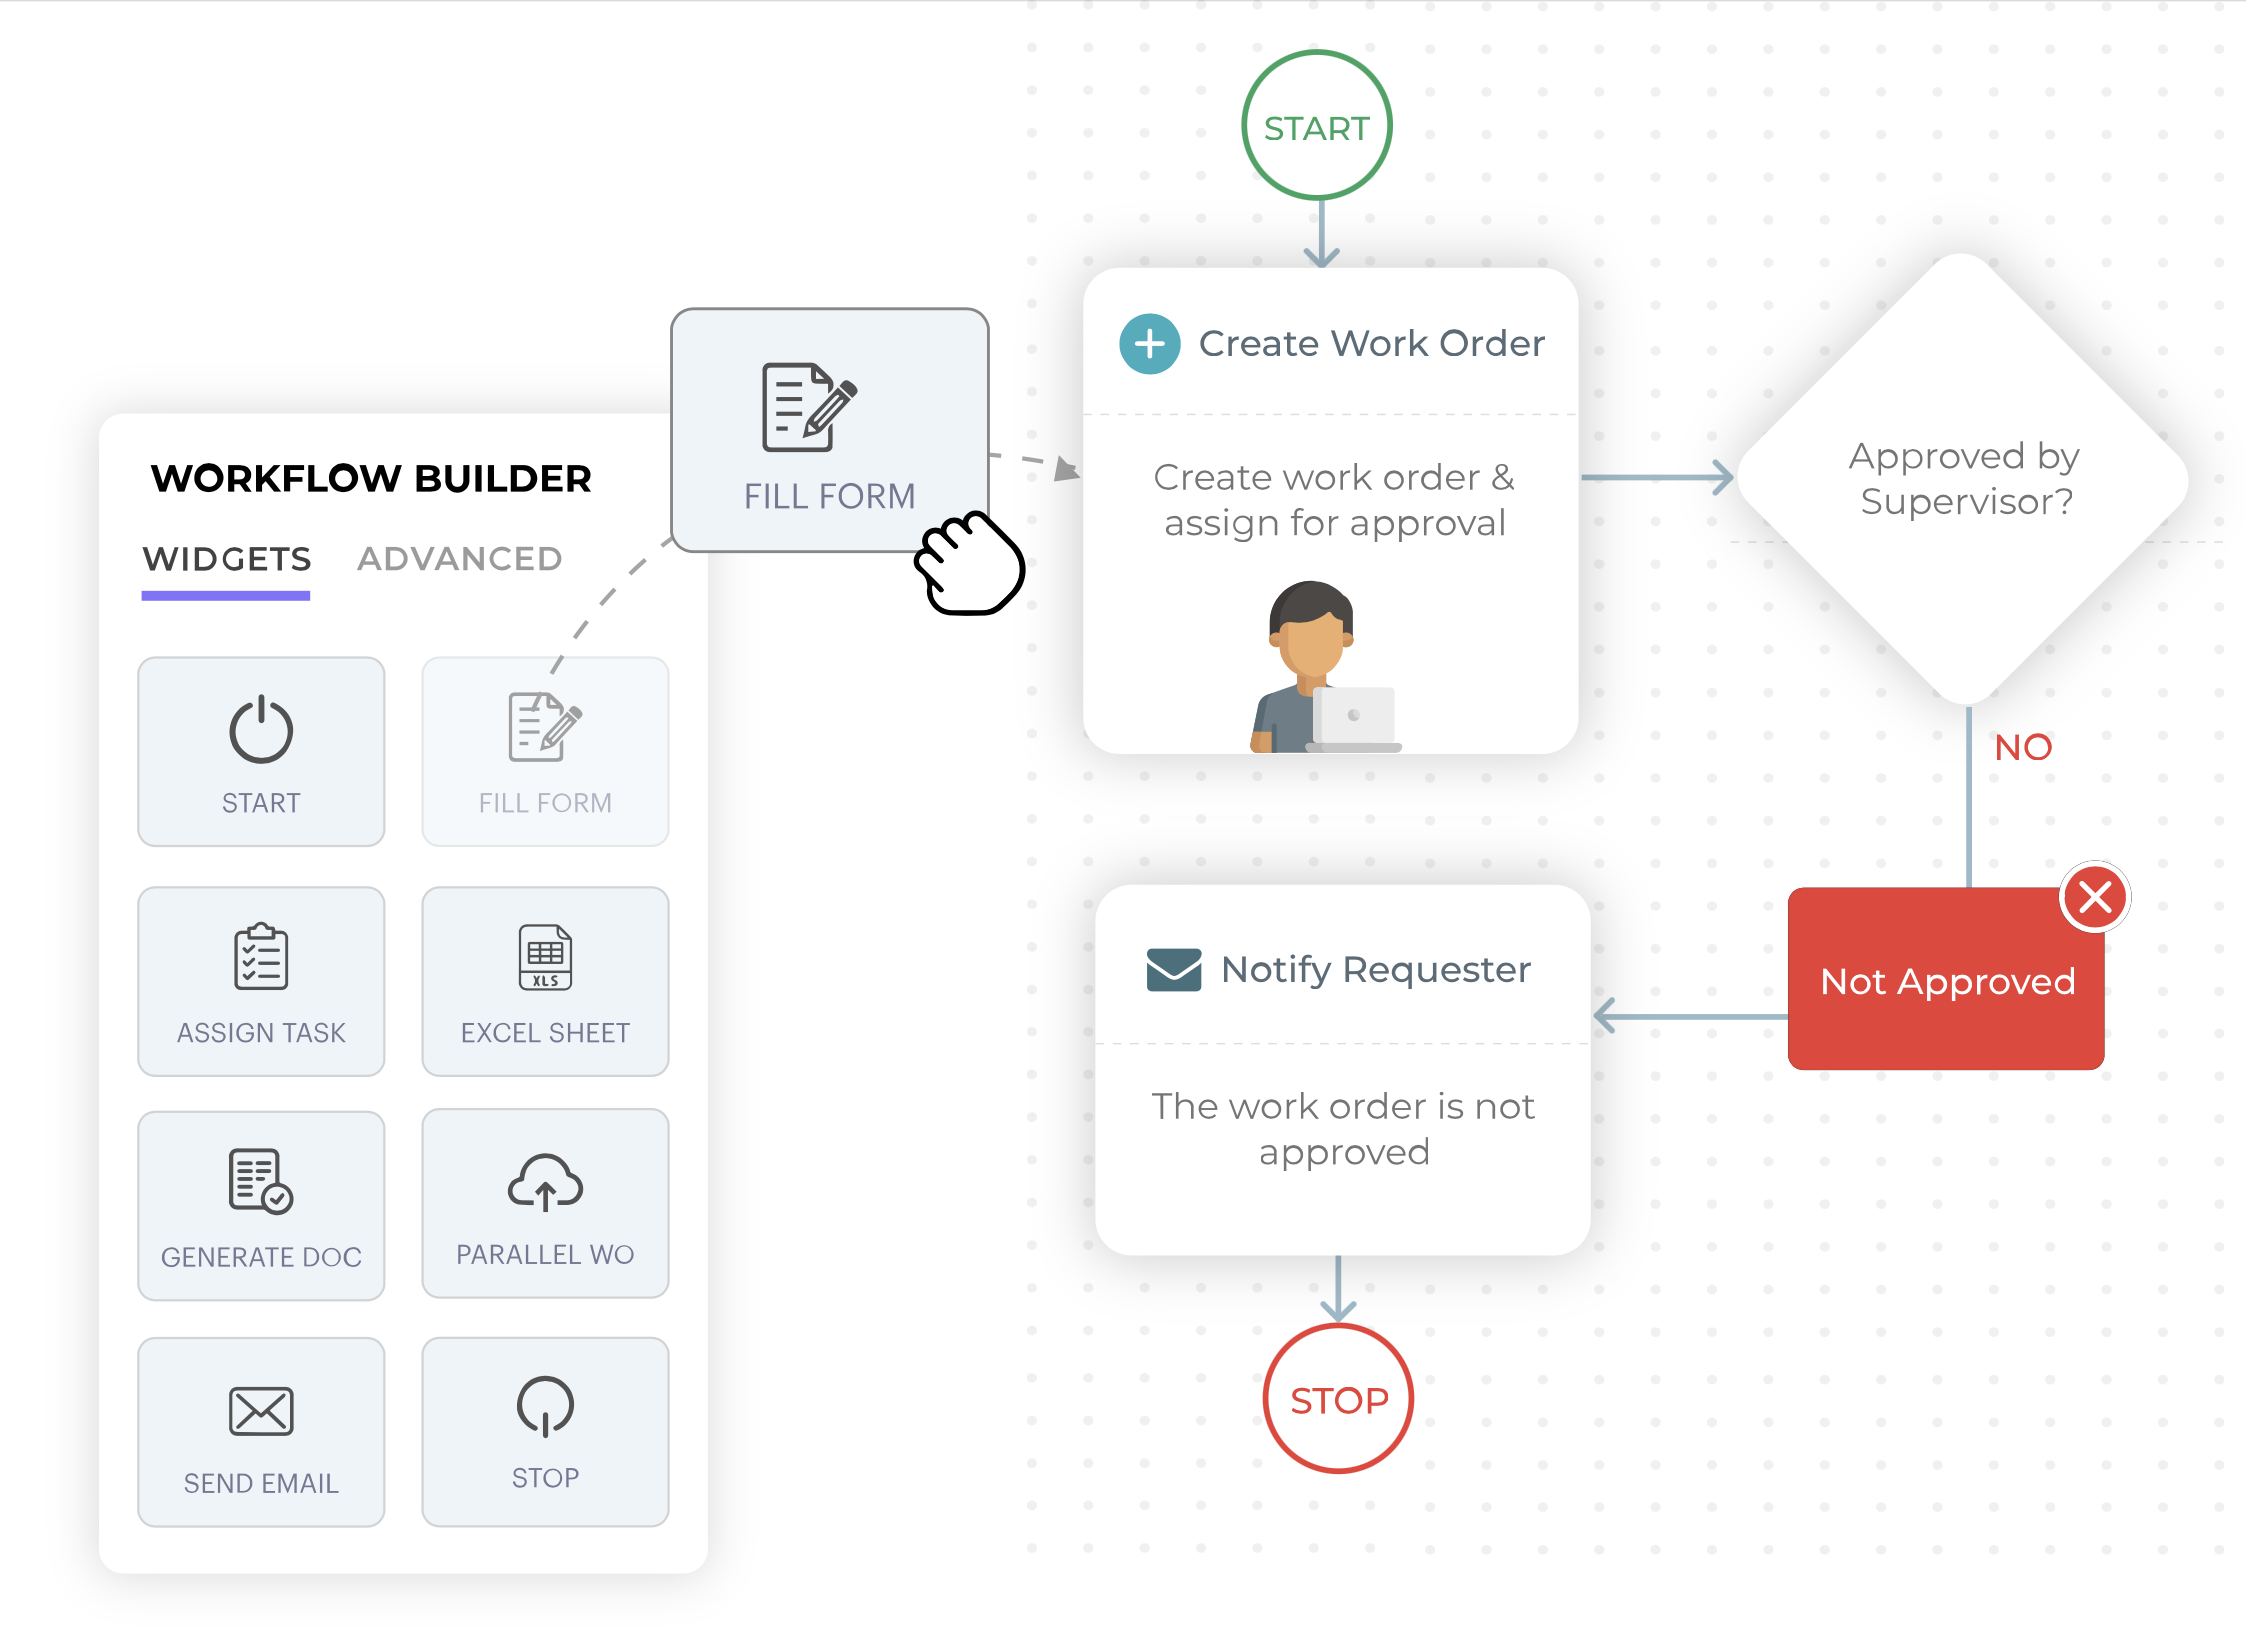 WORKFLOW BUILDER
WIDGETS ADVANCED
START
FILL FORM
ASSIGN TASK
EXCEL SHEET
XLS
GENERATE DOC
PARALLEL WO
SEND EMAIL
STOP
FILL FORM
START
Create Work Order
Create work order &
assign for approval
Approved by
Supervisor?
NO
Not Approved
Notify Requester
The work order is not
approved
STOP